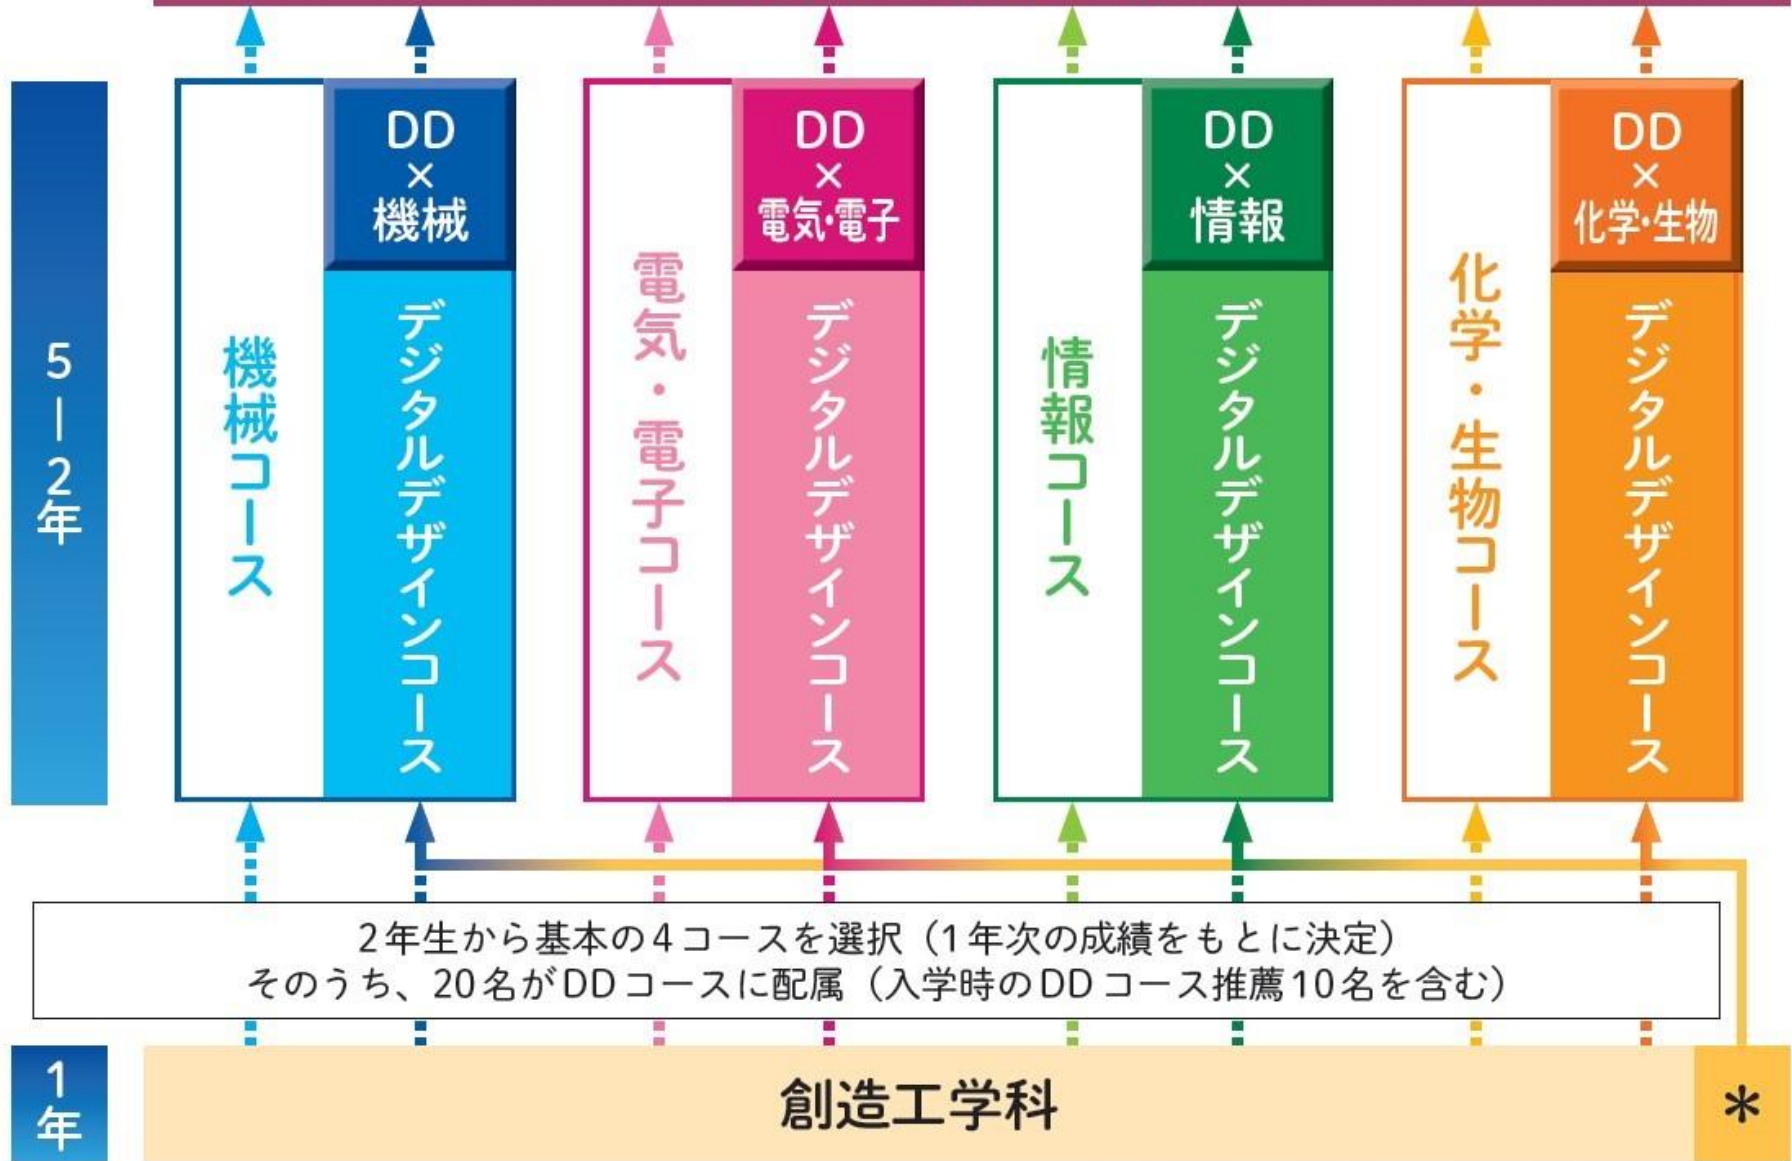 DD
×
機械
DD
×
電気・電子
DD
×
情報
DD
×
化学・生物
5ー2年
機械コース
デジタルデザインコース
電気・電子コース
デジタルデザインコース
情報コース
デジタルデザインコース
化学・生物コース
デジタルデザインコース
2年生から基本の4コースを選択（1年次の成績をもとに決定）
そのうち、20名がDDコースに配属（入学時のDDコース推薦10名を含む）
1年
創造工学科
＊